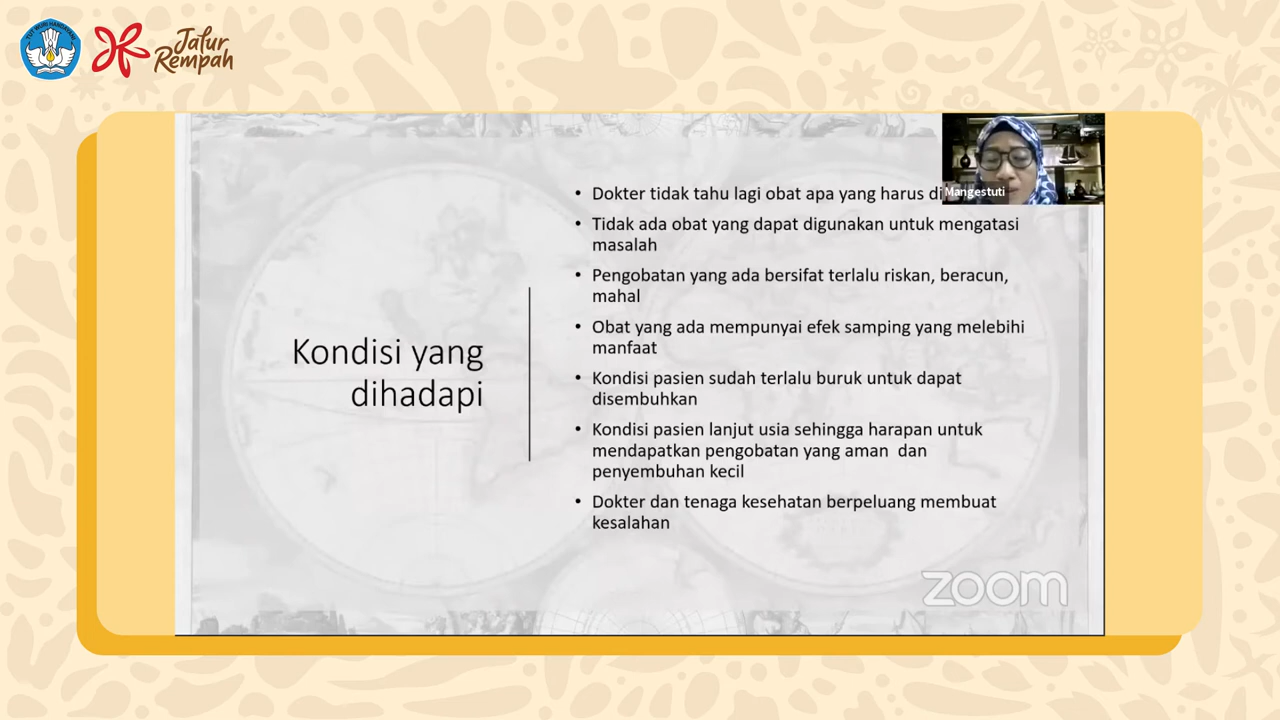 TUT WURI HANDAYANI
Jalur
Rempah
Mangestuti
Kondisi yang
dihadapi
• Dokter tidak tahu lagi obat apa yang harus
• Tidak ada obat yang dapat digunakan untuk mengatasi
masalah
• Pengobatan yang ada bersifat terlalu riskan, beracun,
mahal
• Obat yang ada mempunyai efek samping yang melebihi
manfaat
• Kondisi pasien sudah terlalu buruk untuk dapat
disembuhkan
• Kondisi pasien lanjut usia sehingga harapan untuk
mendapatkan pengobatan yang aman dan
penyembuhan kecil
• Dokter dan tenaga kesehatan berpeluang membuat
kesalahan
zoom